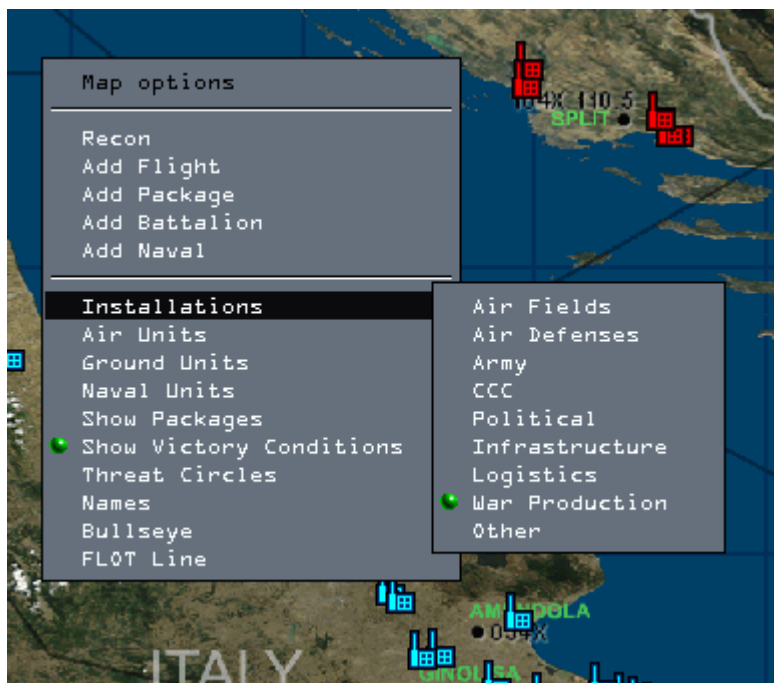 Map options
Recon
Add Flight
Add Package
Add Battalion
Add Naval
Installations
Air Units
Ground Units
Naval Units
Show Packages
Show Victory Conditions
Threat Circles
Names
Bullseye
FLOT Line
Air Fields
Air Defenses
Army
CCC
Political
Infrastructure
Logistics
War Production
Other
110.5
SPLIT
ITALY